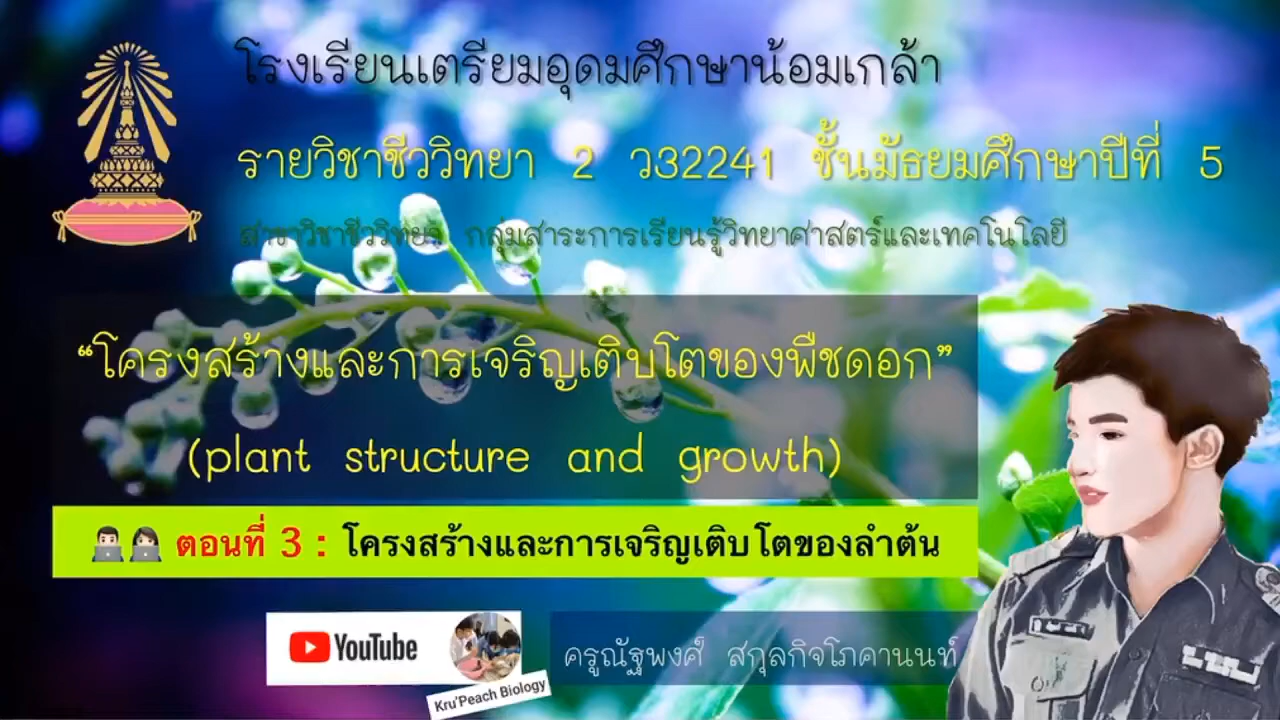 โรงเรียนเตรียมอุดมศึกษาน้อมเกล้า
รายวิชาชีววิทยา 2 ว32241 ชั้นมัธยมศึกษาปีที่ 5
สาขาวิชาชีววิทยา กลุ่มสาระการเรียนรู้วิทยาศาสตร์และเทคโนโลยี
“โครงสร้างและการเจริญเติบโตของพืชดอก”
(plant structure and growth)
ตอนที่ 3 : โครงสร้างและการเจริญเติบโตของลำต้น
YouTube
Kru'Peach Biology
ครูณัฐพงศ์ สกุลกิจโภคานนท์